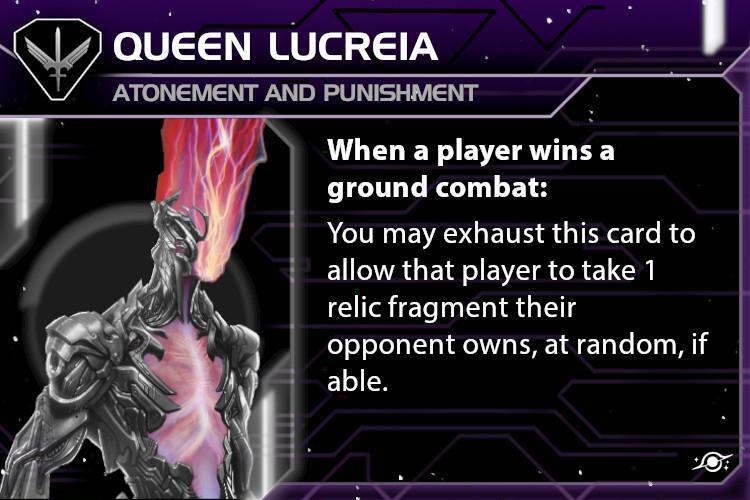 QUEEN LUCREIA
ATONEMENT AND PUNISHMENT
When a player wins a
ground combat:
You may exhaust this card to
allow that player to take 1
relic fragment their
opponent owns, at random, if
able.